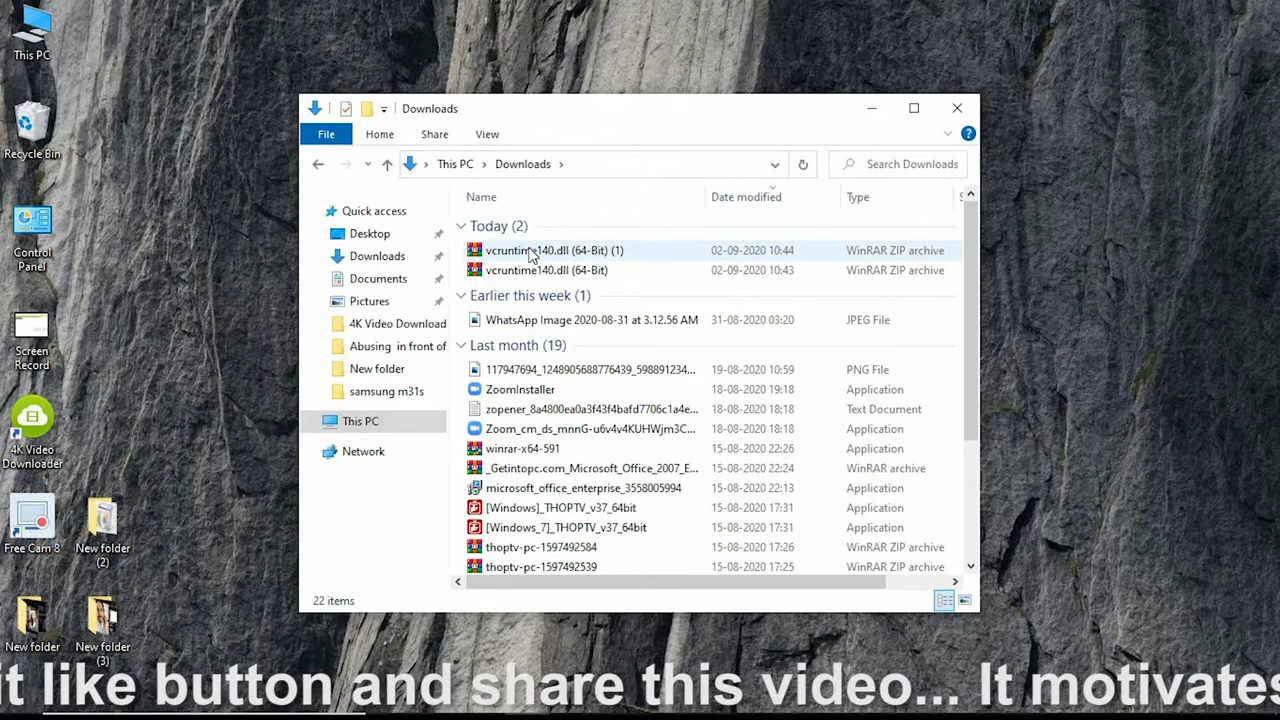 This PC
Recycle Bin
Control
Panel
Screen
Record
4K Video
Downloader
Free Cam 8
New folder
(2)
New folder
New folder
(3)
Downloads
File
Home
Share
View
This PC
Downloads
Search Downloads
Quick access
Desktop
Downloads
Documents
Pictures
4K Video Download
Abusing in front of
New folder
samsung m31s
This PC
Network
Name
Date modified
Type
S
Today (2)
vcruntime140.dll (64-Bit) (1) 02-09-2020 10:44 WinRAR ZIP archive
vcruntime140.dll (64-Bit) 02-09-2020 10:43 WinRAR ZIP archive
Earlier this week (1)
WhatsApp Image 2020-08-31 at 3.12.56 AM 31-08-2020 03:20 JPEG File
Last month (19)
117947694_1248905688776439_598891234... 19-08-2020 10:59 PNG File
ZoomInstaller 18-08-2020 19:18 Application
zopener_8a4800ea0a3f43f4bafd7706c1a4e... 18-08-2020 18:18 Text Document
Zoom_cm_ds_mnnG-u6v4v4KUHWjm3C... 18-08-2020 18:18 Application
winrar-x64-591 15-08-2020 22:26 Application
_Getintopc.com_Microsoft_Office_2007_E... 15-08-2020 22:24 WinRAR archive
microsoft_office_enterprise_3558005994 15-08-2020 22:13 Application
[Windows]_THOPTV_v37_64bit 15-08-2020 17:31 Application
[Windows_7]_THOPTV_v37_64bit 15-08-2020 17:31 Application
thoptv-pc-1597492584 15-08-2020 17:26 WinRAR ZIP archive
thoptv-pc-1597492539 15-08-2020 17:25 WinRAR ZIP archive
22 items
it like button and share this video... It motivates